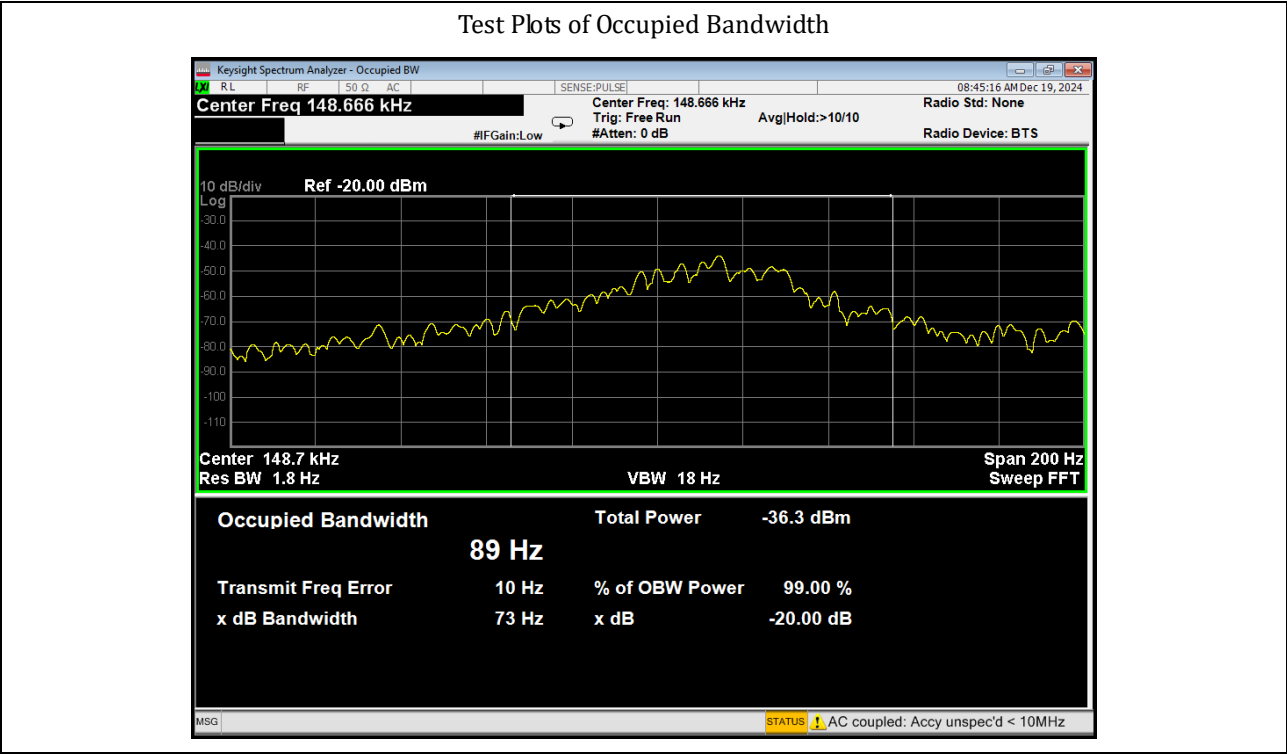 Test Plots of Occupied Bandwidth
Keysight Spectrum Analyzer - Occupied BW
LXI RL RF 50 Ω AC SENSE:PULSE 08:45:16 AM Dec 19, 2024
Center Freq 148.666 kHz Center Freq: 148.666 kHz Radio Std: None
Trig: Free Run Avg|Hold:>10/10
#IFGain:Low #Atten: 0 dB Radio Device: BTS
10 dB/div Ref -20.00 dBm
Log
-30.0
-40.0
-50.0
-60.0
-70.0
-80.0
-90.0
-100
-110
Center 148.7 kHz Span 200 Hz
Res BW 1.8 Hz VBW 18 Hz Sweep FFT
Occupied Bandwidth Total Power -36.3 dBm
89 Hz
Transmit Freq Error 10 Hz % of OBW Power 99.00 %
x dB Bandwidth 73 Hz x dB -20.00 dB
MSG STATUS AC coupled: Accy unspec'd < 10MHz